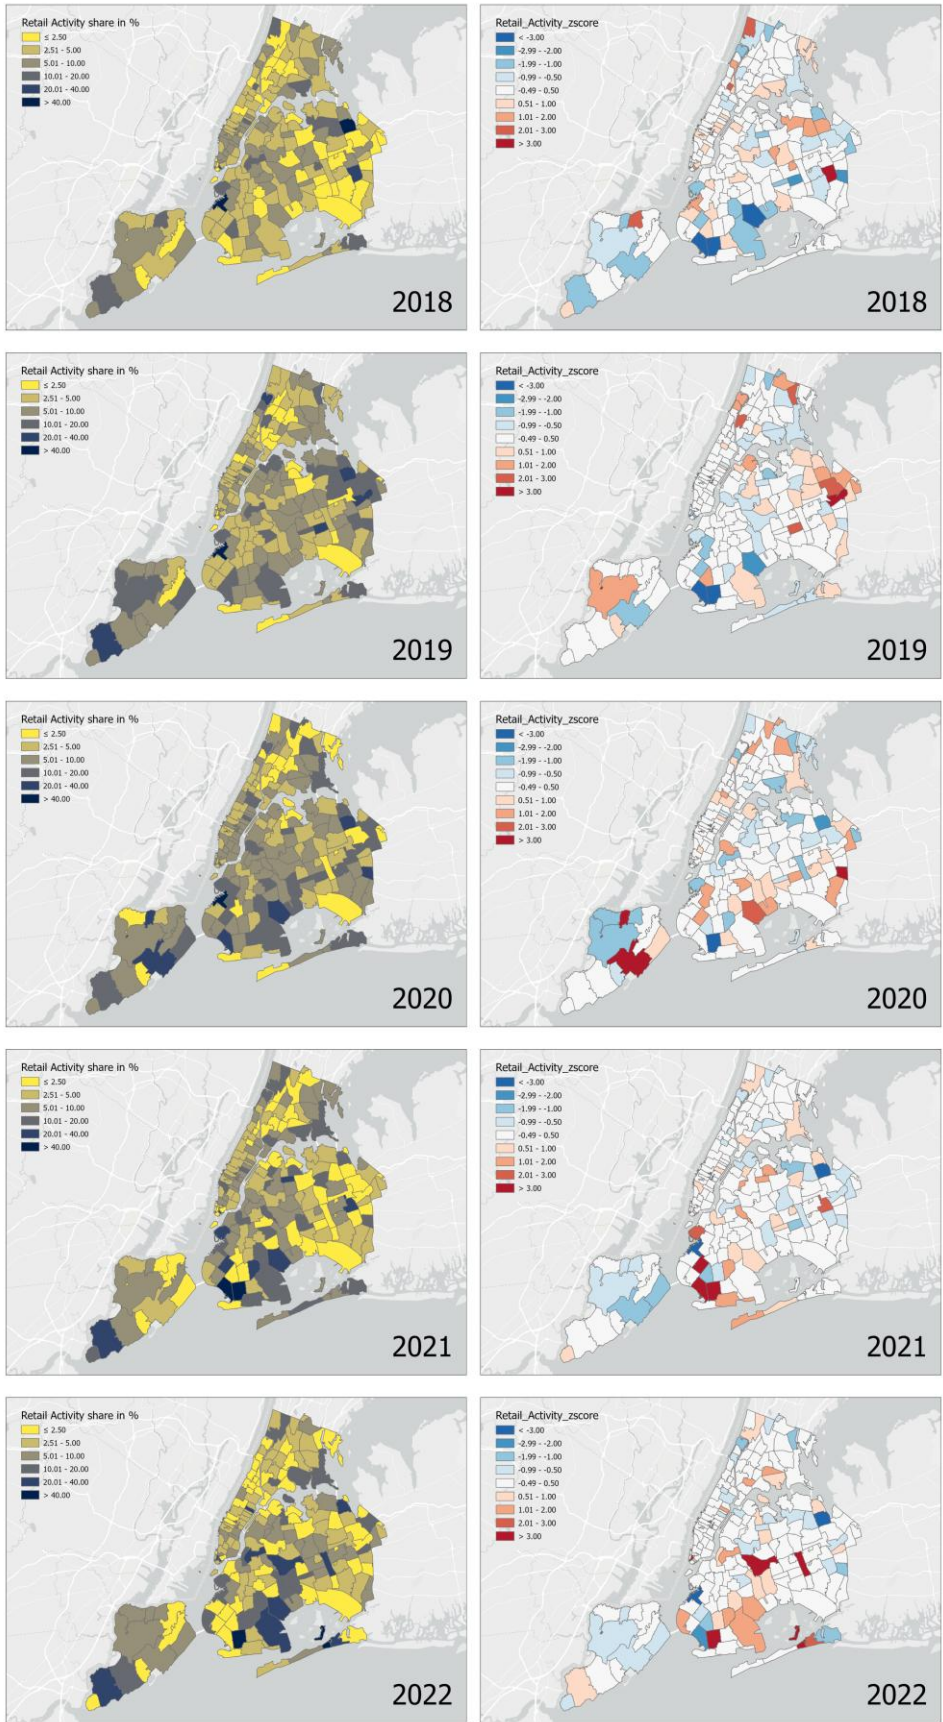 Retail Activity share in %
≤ 2.50
2.51 - 5.00
5.01 - 10.00
10.01 - 20.00
20.01 - 40.00
> 40.00
2018
Retail_Activity_zscore
< -3.00
-2.99 - -2.00
-1.99 - -1.00
-0.99 - -0.50
-0.49 - 0.50
0.51 - 1.00
1.01 - 2.00
2.01 - 3.00
> 3.00
2018
Retail Activity share in %
≤ 2.50
2.51 - 5.00
5.01 - 10.00
10.01 - 20.00
20.01 - 40.00
> 40.00
2019
Retail_Activity_zscore
< -3.00
-2.99 - -2.00
-1.99 - -1.00
-0.99 - -0.50
-0.49 - 0.50
0.51 - 1.00
1.01 - 2.00
2.01 - 3.00
> 3.00
2019
Retail Activity share in %
≤ 2.50
2.51 - 5.00
5.01 - 10.00
10.01 - 20.00
20.01 - 40.00
> 40.00
2020
Retail_Activity_zscore
< -3.00
-2.99 - -2.00
-1.99 - -1.00
-0.99 - -0.50
-0.49 - 0.50
0.51 - 1.00
1.01 - 2.00
2.01 - 3.00
> 3.00
2020
Retail Activity share in %
≤ 2.50
2.51 - 5.00
5.01 - 10.00
10.01 - 20.00
20.01 - 40.00
> 40.00
2021
Retail_Activity_zscore
< -3.00
-2.99 - -2.00
-1.99 - -1.00
-0.99 - -0.50
-0.49 - 0.50
0.51 - 1.00
1.01 - 2.00
2.01 - 3.00
> 3.00
2021
Retail Activity share in %
≤ 2.50
2.51 - 5.00
5.01 - 10.00
10.01 - 20.00
20.01 - 40.00
> 40.00
2022
Retail_Activity_zscore
< -3.00
-2.99 - -2.00
-1.99 - -1.00
-0.99 - -0.50
-0.49 - 0.50
0.51 - 1.00
1.01 - 2.00
2.01 - 3.00
> 3.00
2022